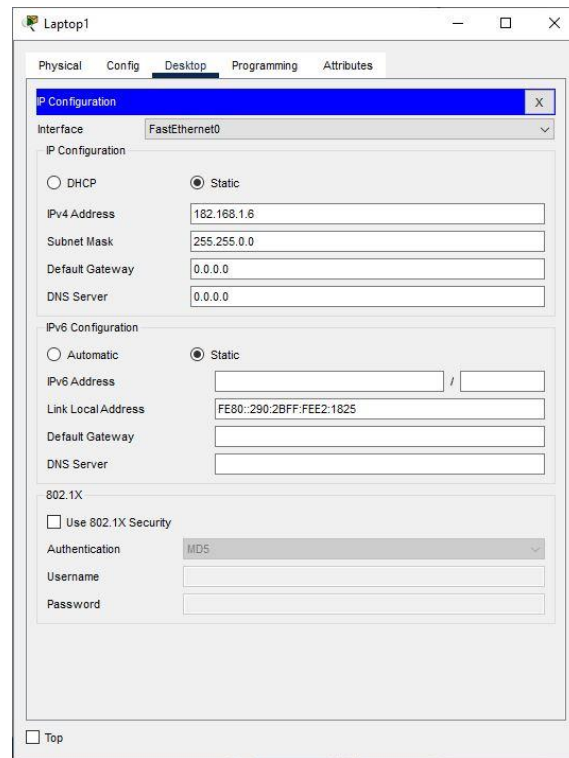 Laptop1
Physical Config Desktop Programming Attributes
IP Configuration X
Interface FastEthernet0
IP Configuration
DHCP Static
IPv4 Address 182.168.1.6
Subnet Mask 255.255.0.0
Default Gateway 0.0.0.0
DNS Server 0.0.0.0
IPv6 Configuration
Automatic Static
IPv6 Address /
Link Local Address FE80::290:2BFF:FEE2:1825
Default Gateway
DNS Server
802.1X
Use 802.1X Security
Authentication MD5
Username
Password
Top